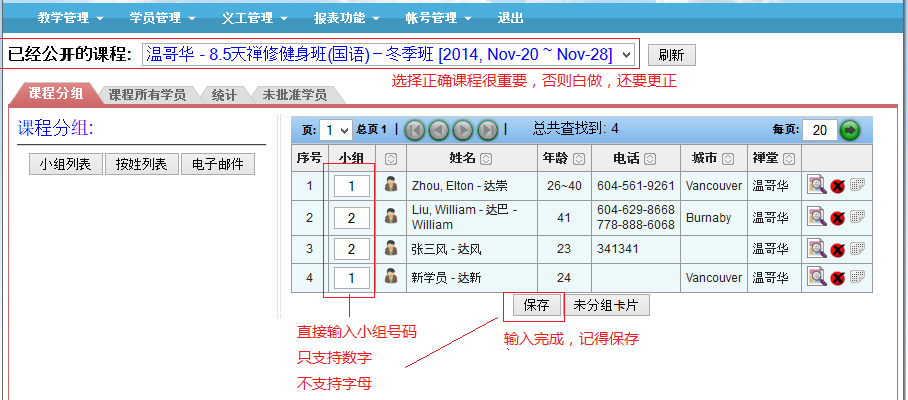 教学管理 学员管理 义工管理 报表功能 帐号管理 退出
已经公开的课程: 温哥华 - 8.5天禅修健身班(国语) – 冬季班 [2014, Nov-20 ~ Nov-28] 刷新
选择正确课程很重要，否则白做，还要更正
课程分组 课程所有学员 统计 未批准学员
课程分组:
小组列表 按姓列表 电子邮件
页: 1 总页 1 | | 总共查找到: 4 每页: 20
序号 小组 姓名 年龄 电话 城市 禅堂
1 1 Zhou, Elton - 达崇 26~40 604-561-9261 Vancouver 温哥华
2 2 Liu, William - 达巴 - 41 604-629-8668 Burnaby 温哥华
William 778-888-6068
3 2 张三风 - 达风 23 341341 温哥华
4 1 新学员 - 达新 24 Vancouver 温哥华
保存 未分组卡片
直接输入小组号码
只支持数字
不支持字母
输入完成，记得保存